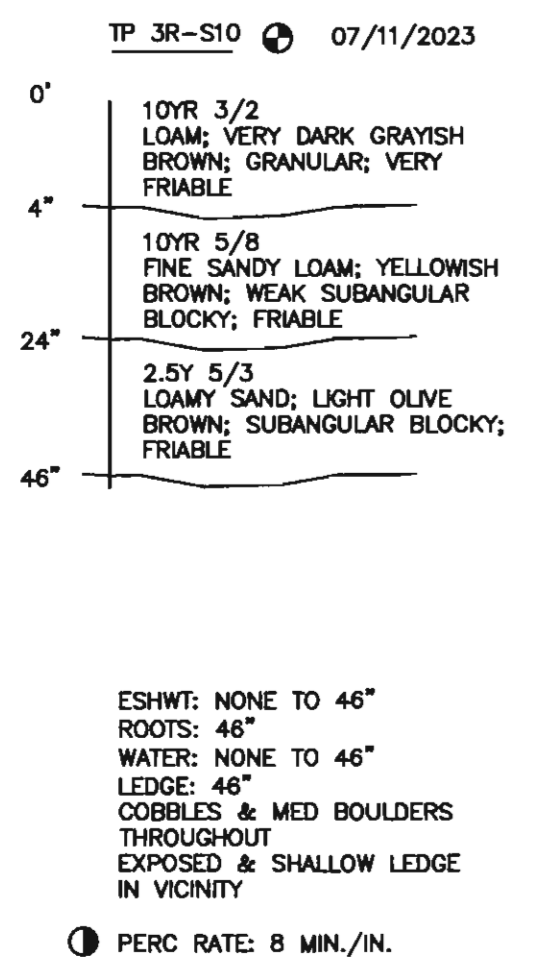 TP 3R-S10 07/11/2023
0"
10YR 3/2
LOAM; VERY DARK GRAYISH
BROWN; GRANULAR; VERY
FRIABLE
4"
10YR 5/8
FINE SANDY LOAM; YELLOWISH
BROWN; WEAK SUBANGULAR
BLOCKY; FRIABLE
24"
2.5Y 5/3
LOAMY SAND; LIGHT OLIVE
BROWN; SUBANGULAR BLOCKY;
FRIABLE
46"
ESHWT: NONE TO 46"
ROOTS: 46"
WATER: NONE TO 46"
LEDGE: 46"
COBBLES & MED BOULDERS
THROUGHOUT
EXPOSED & SHALLOW LEDGE
IN VICINITY
PERC RATE: 8 MIN./IN.